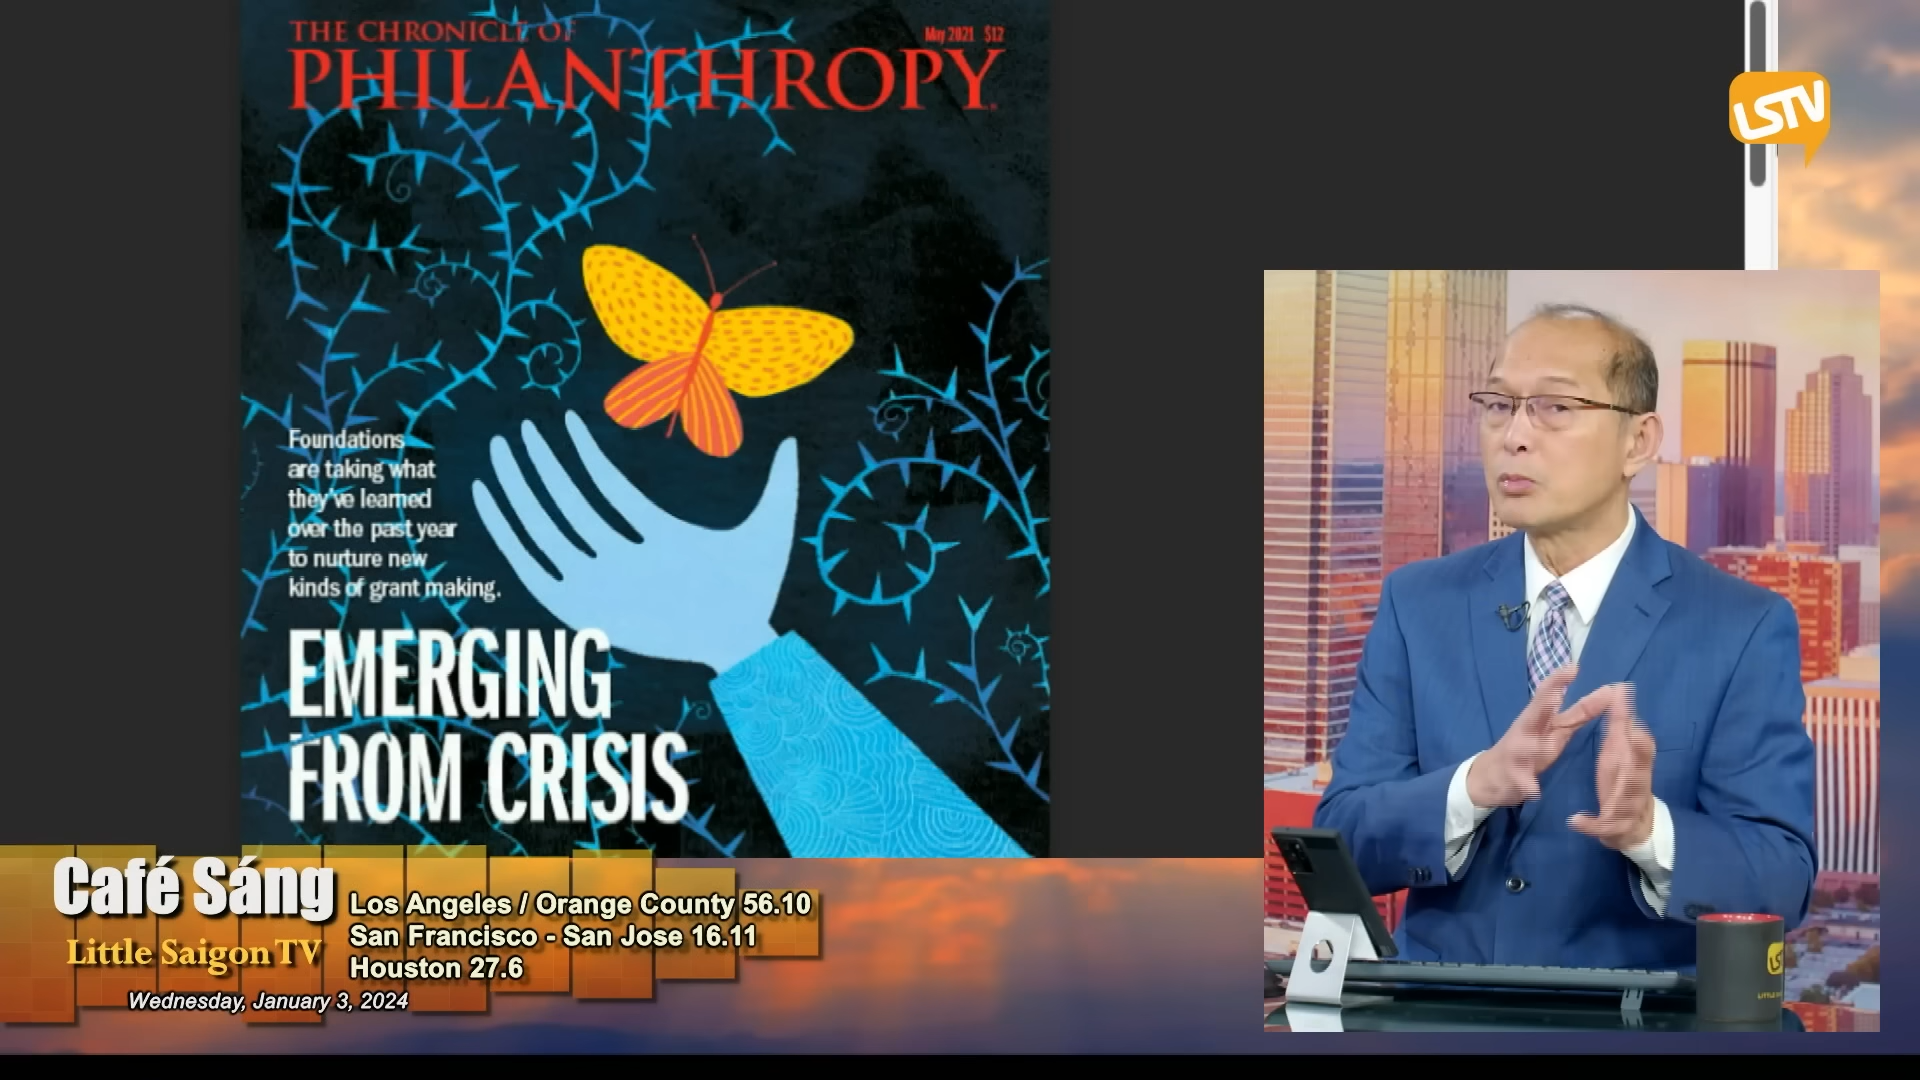 THE CHRONICLE OF
May 2021 $12
PHILANTHROPY
LSTV
Foundations
are taking what
they've learned
over the past year
to nurture new
kinds of grant making.
EMERGING
FROM CRISIS
Café Sáng
Little Saigon TV
Los Angeles / Orange County 56.10
San Francisco - San Jose 16.11
Houston 27.6
Wednesday, January 3, 2024